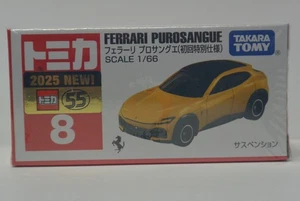 トミカ
2025 NEW!
トミカ 55
8
FERRARI PUROSANGUE
フェラーリ プロサングエ(初回特別仕様)
SCALE 1/66
TAKARA
TOMY
サスペンション